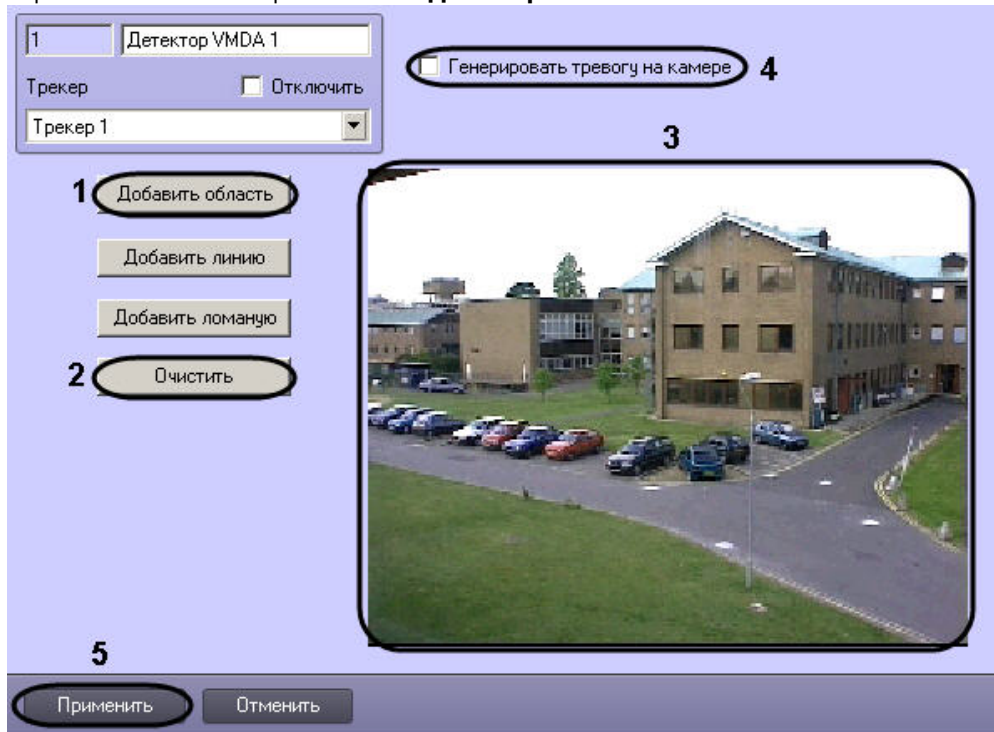 1 Детектор VMDA 1
Трекер Отключить
Трекер 1
Генерировать тревогу на камере 4
3
1 Добавить область
Добавить линию
Добавить ломаную
2 Очистить
5
Применить Отменить